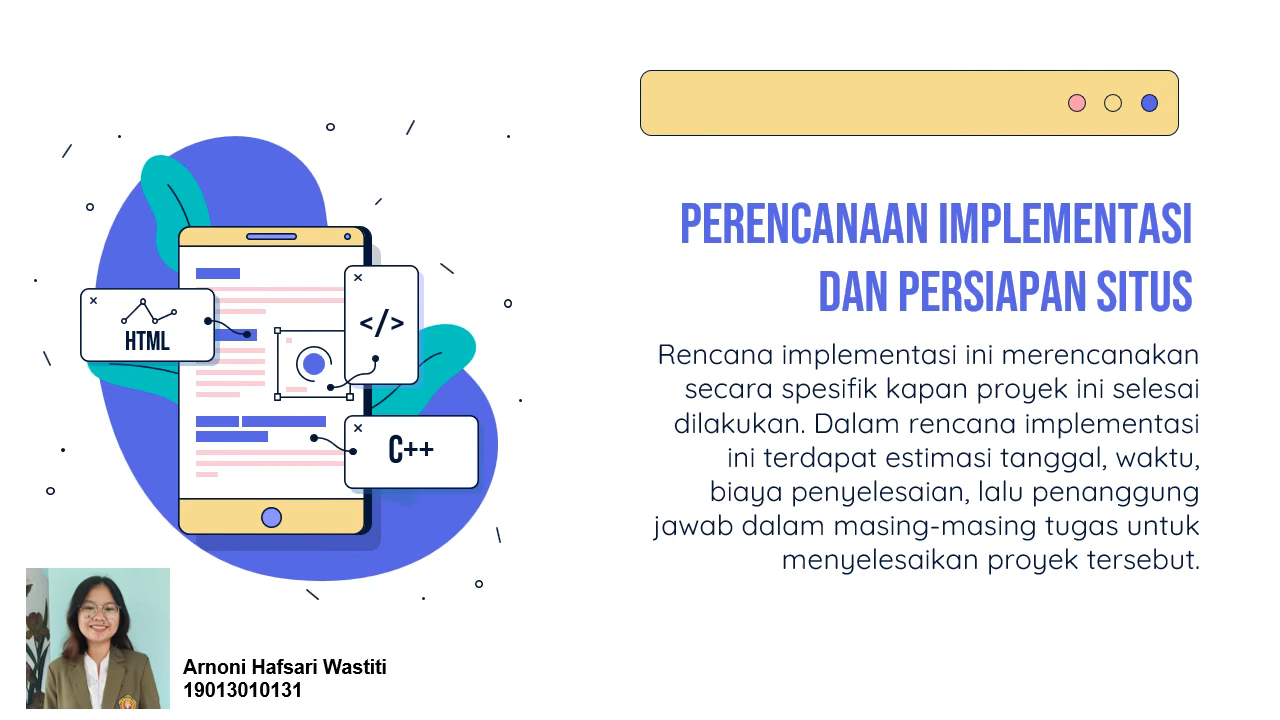 PERENCANAAN IMPLEMENTASI
DAN PERSIAPAN SITUS
Rencana implementasi ini merencanakan
secara spesifik kapan proyek ini selesai
dilakukan. Dalam rencana implementasi
ini terdapat estimasi tanggal, waktu,
biaya penyelesaian, lalu penanggung
jawab dalam masing-masing tugas untuk
menyelesaikan proyek tersebut.
HTML
</>
C++
Arnoni Hafsari Wastiti
19013010131